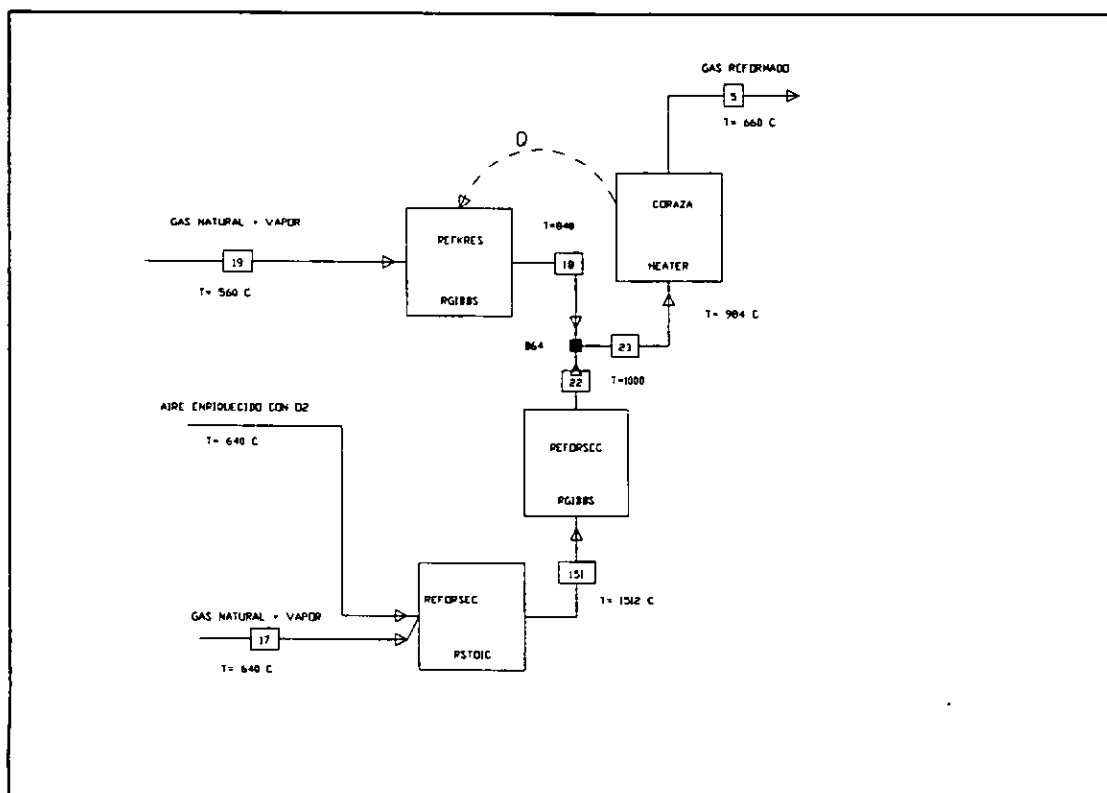 GAS REFORMADO
5
T= 660 C
Q
CORAZA
HEATER
GAS NATURAL + VAPOR
19
T= 560 C
REFKRES
RGIBBS
T=840
18
T= 984 C
B64
23
T=1000
22
AIRE ENRIQUECIDO CON O2
T= 640 C
REFORSEC
RGIBBS
151
T= 1512 C
GAS NATURAL + VAPOR
17
T= 640 C
REFORSEC
RSTOIC